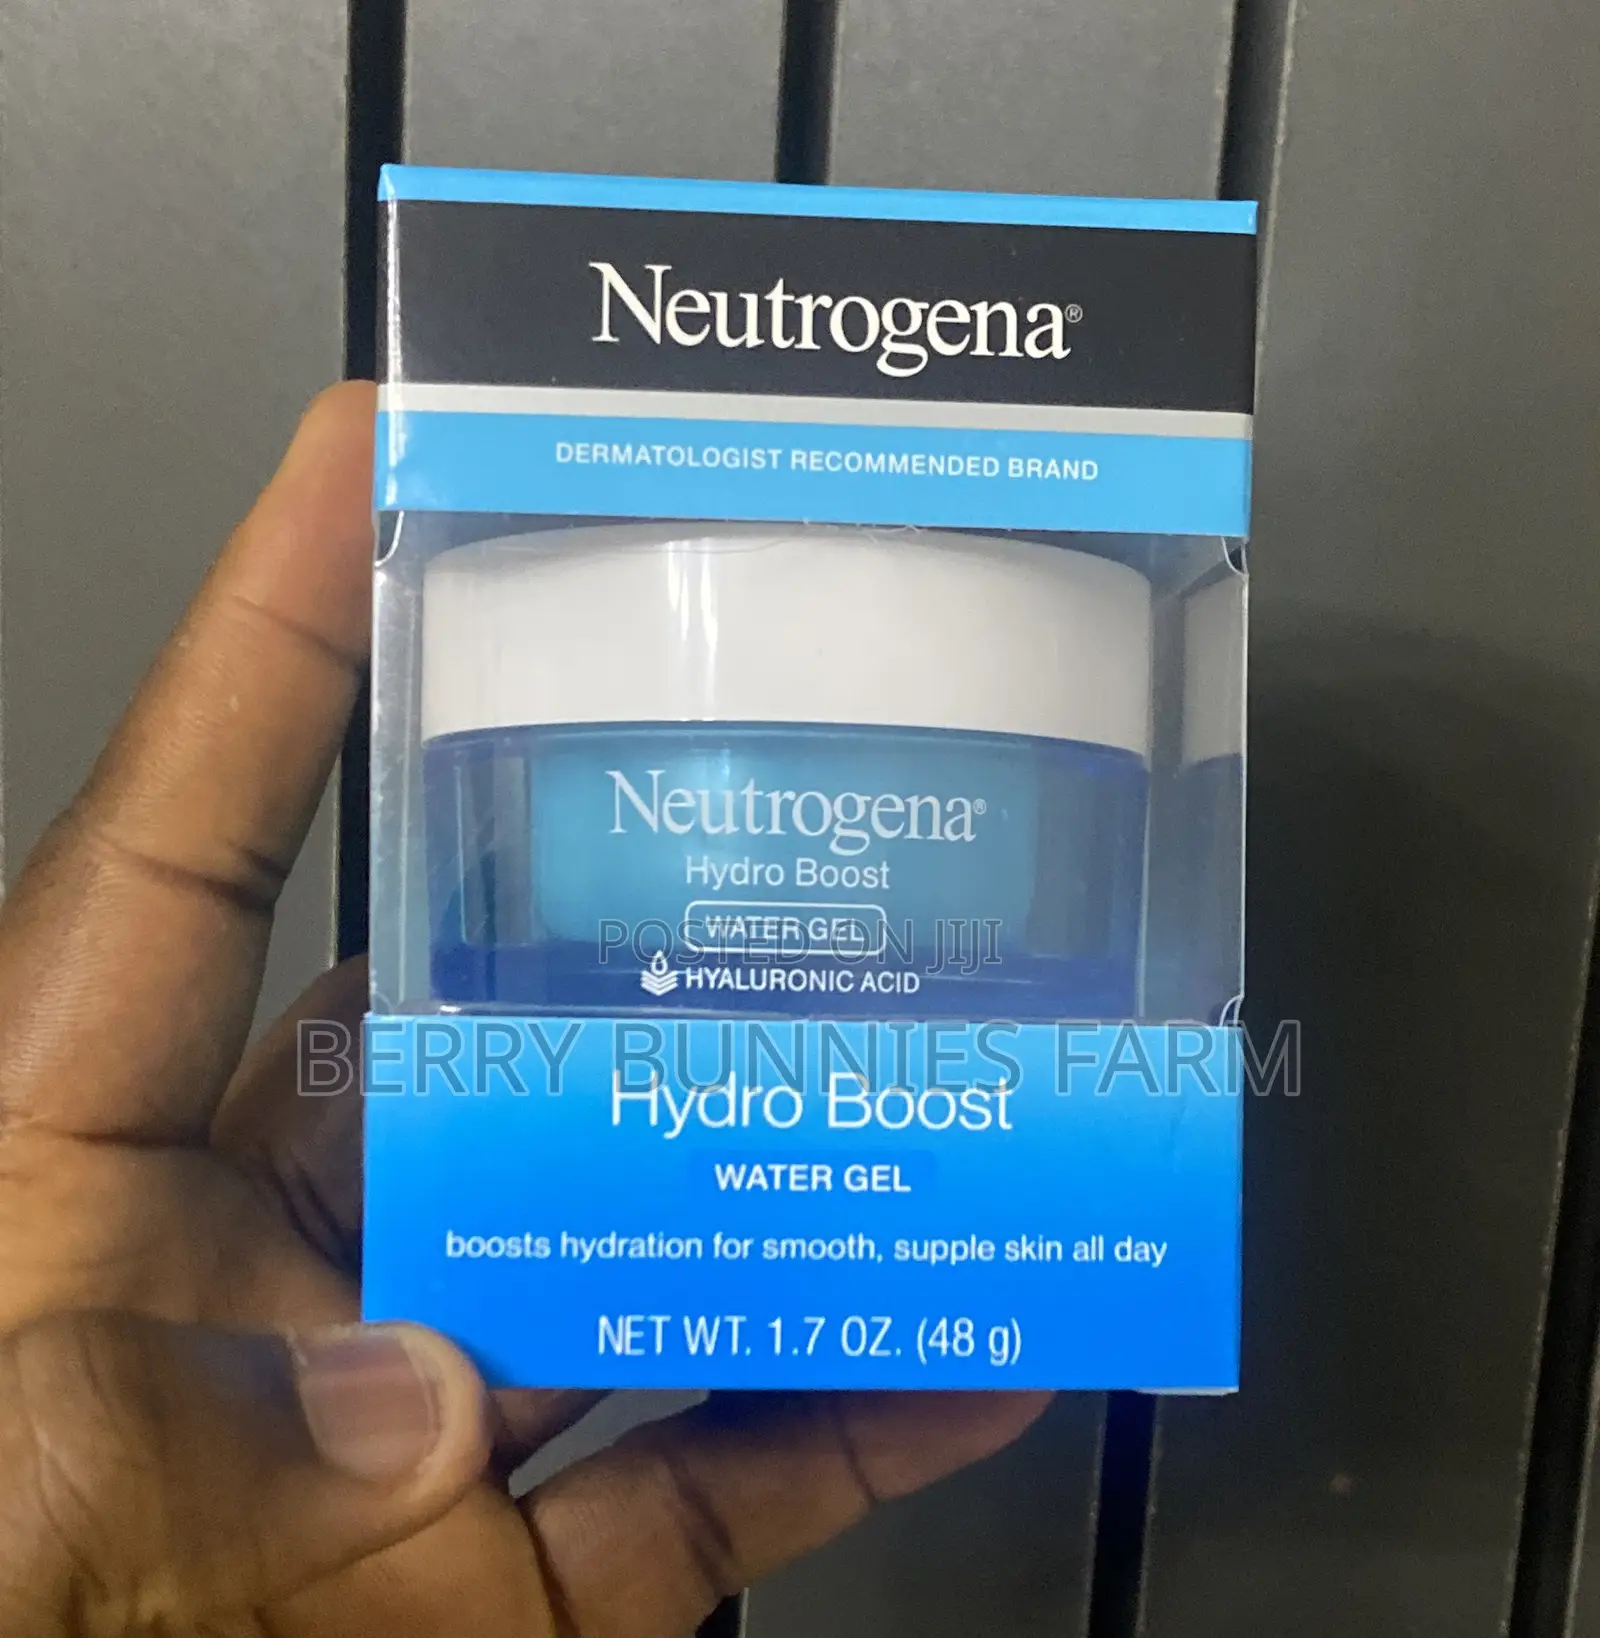 Neutrogena®
DERMATOLOGIST RECOMMENDED BRAND
Neutrogena®
Hydro Boost
WATER GEL
POSTED ON JIJI
HYALURONIC ACID
BERRY BUNNIES FARM
Hydro Boost
WATER GEL
boosts hydration for smooth, supple skin all day
NET WT. 1.7 OZ. (48 g)